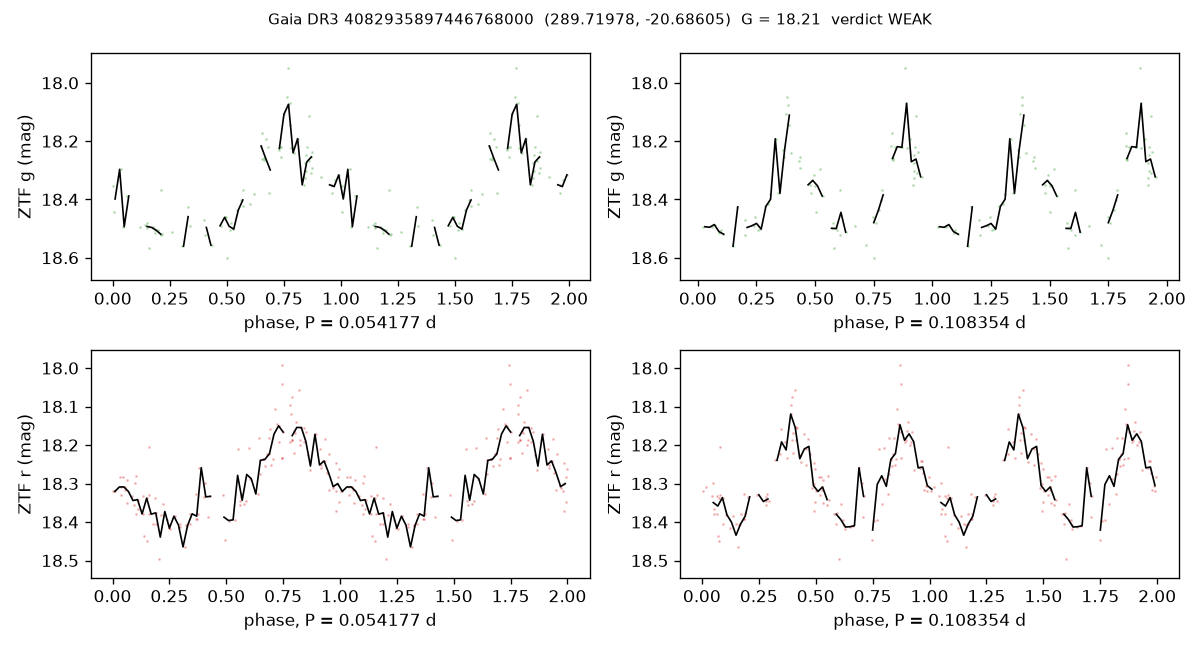 Gaia DR3 4082935897446768000 (289.71978, -20.68605) G = 18.21 verdict WEAK
ZTF g (mag)
18.0
18.2
18.4
18.6
0.00 0.25 0.50 0.75 1.00 1.25 1.50 1.75 2.00
phase, P = 0.054177 d
ZTF g (mag)
18.0
18.2
18.4
18.6
0.00 0.25 0.50 0.75 1.00 1.25 1.50 1.75 2.00
phase, P = 0.108354 d
ZTF r (mag)
18.0
18.1
18.2
18.3
18.4
18.5
0.00 0.25 0.50 0.75 1.00 1.25 1.50 1.75 2.00
phase, P = 0.054177 d
ZTF r (mag)
18.0
18.1
18.2
18.3
18.4
18.5
0.00 0.25 0.50 0.75 1.00 1.25 1.50 1.75 2.00
phase, P = 0.108354 d